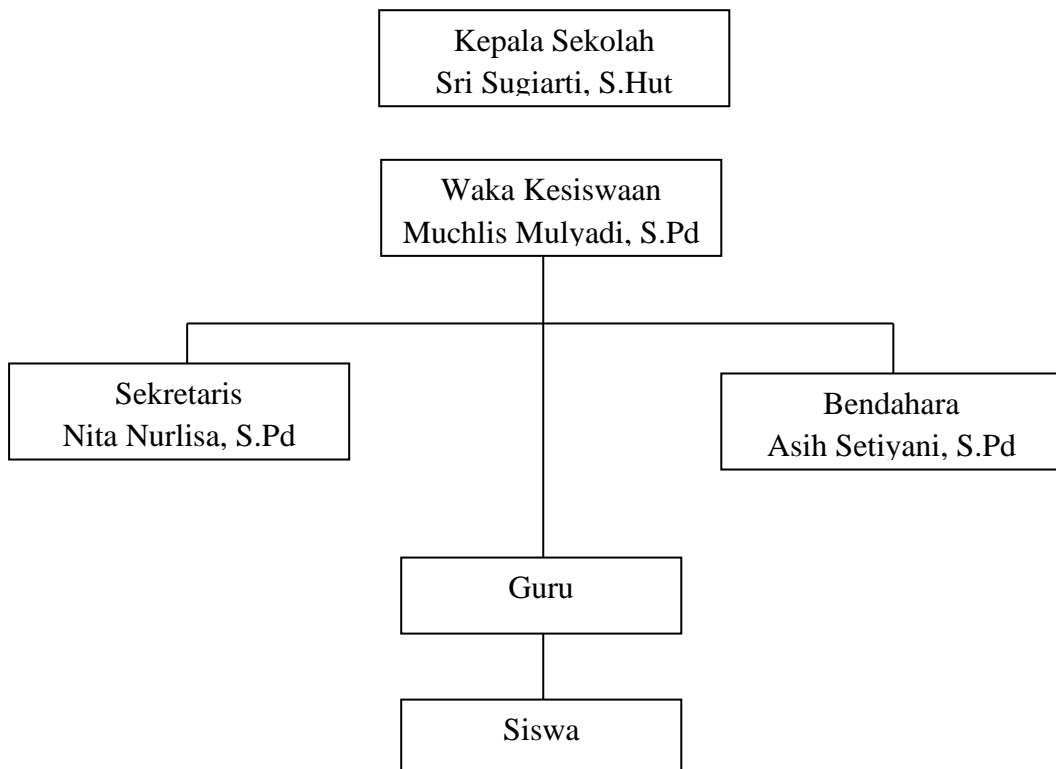 Kepala Sekolah
Sri Sugiarti, S.Hut
Waka Kesiswaan
Muchlis Mulyadi, S.Pd
Sekretaris
Nita Nurlisa, S.Pd
Bendahara
Asih Setiyani, S.Pd
Guru
Siswa